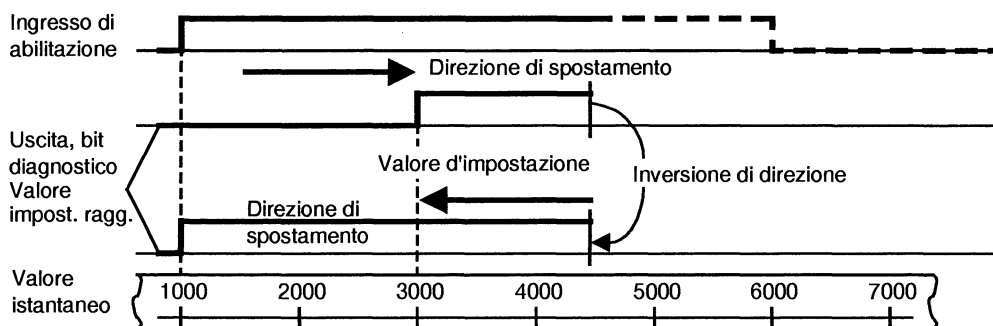 Ingresso di
abilitazione
Direzione di spostamento
Uscita, bit
diagnostico
Valore
impost. ragg.
Valore d'impostazione
Inversione di direzione
Direzione di
spostamento
Valore
istantaneo
1000 2000 3000 4000 5000 6000 7000